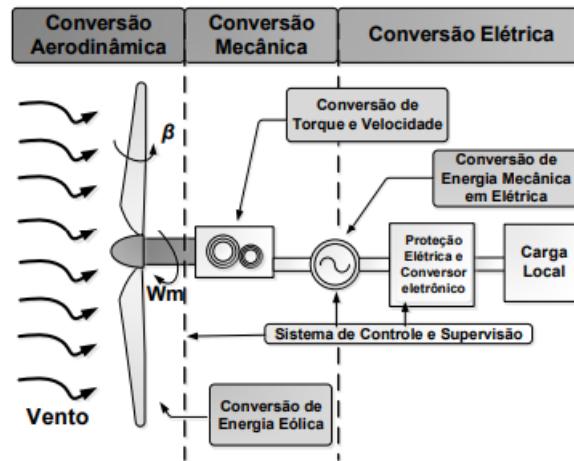 Conversão
Aerodinâmica
Conversão
Mecânica
Conversão Elétrica
Conversão de
Torque e Velocidade
β
Conversão de
Energia Mecânica
em Elétrica
Proteção
Elétrica e
Conversor
eletrônico
Carga
Local
Wm
Sistema de Controle e Supervisão
Vento
Conversão de
Energia Eólica